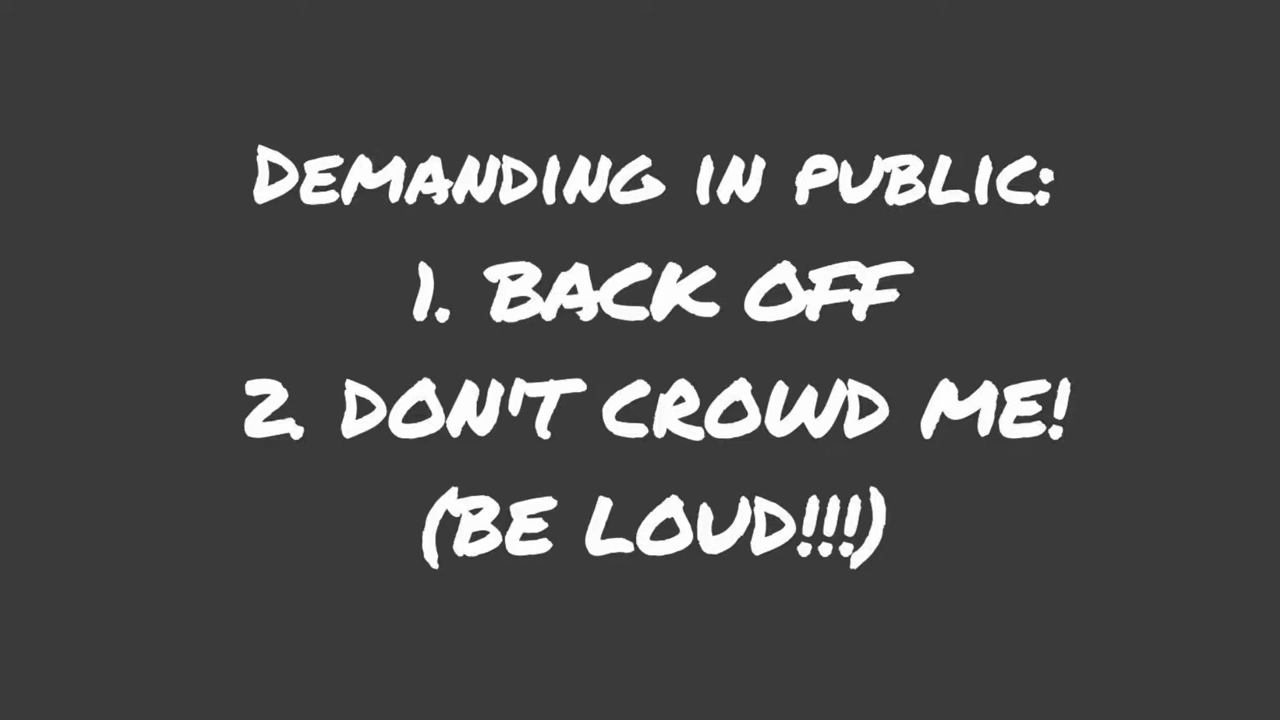 DEMANDING IN PUBLIC:
1. BACK OFF
2. DON'T CROWD ME!
(BE LOUD!!!)